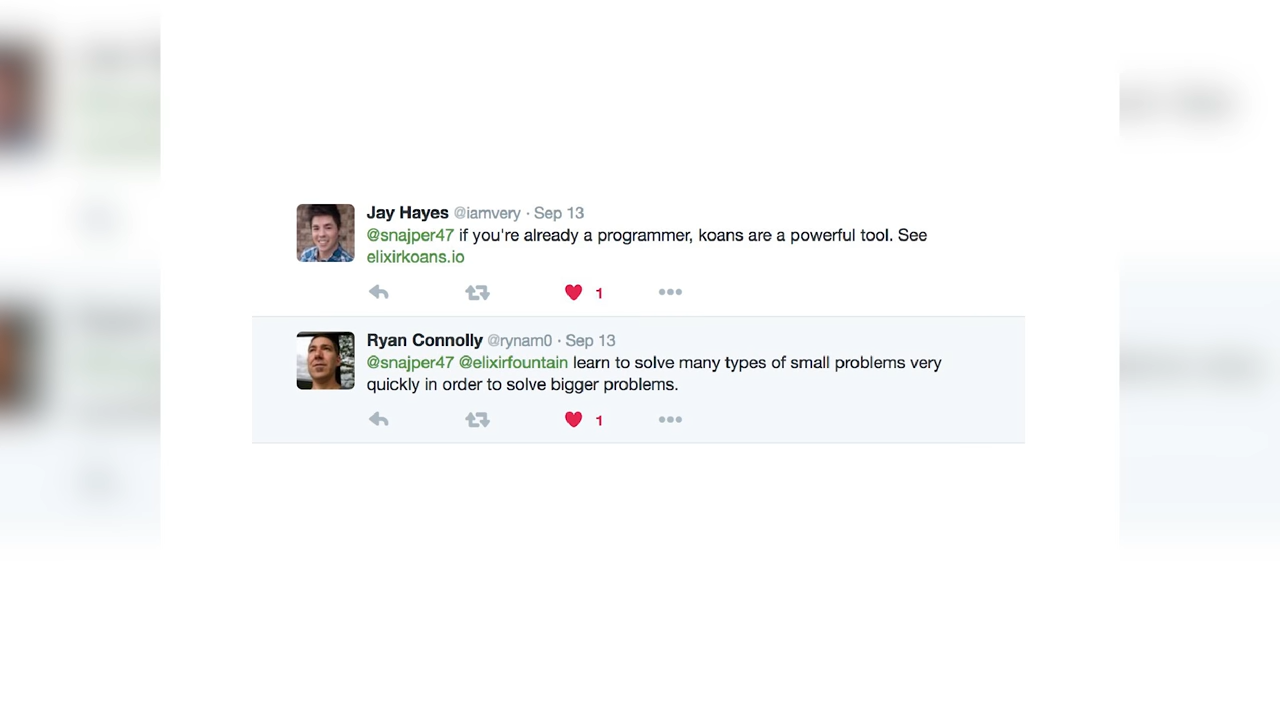 Jay Hayes @iamvery · Sep 13
@snajper47 if you're already a programmer, koans are a powerful tool. See
elixirkoans.io
1
Ryan Connolly @rynam0 · Sep 13
@snajper47 @elixirfountain learn to solve many types of small problems very
quickly in order to solve bigger problems.
1